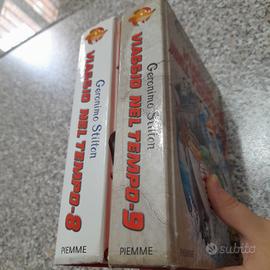 Geronimo Stilton
VIAGGIO NEL TEMPO-8
PIEMME
Geronimo Stilton
VIAGGIO NEL TEMPO-9
PIEMME
subito